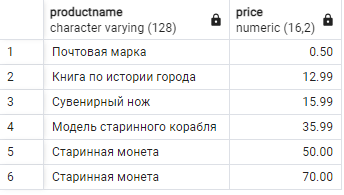 productname price
character varying (128) numeric (16,2)
1 Почтовая марка 0.50
2 Книга по истории города 12.99
3 Сувенирный нож 15.99
4 Модель старинного корабля 35.99
5 Старинная монета 50.00
6 Старинная монета 70.00